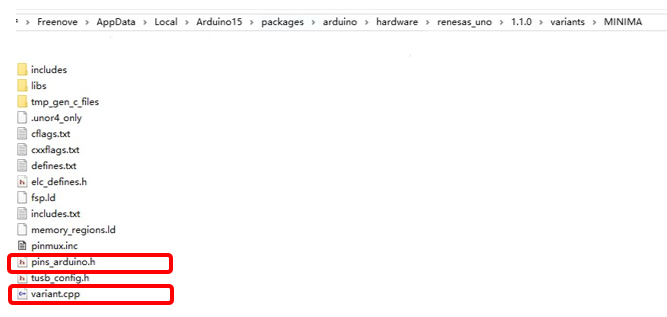 Freenove > AppData > Local > Arduino15 > packages > arduino > hardware > renesas_uno > 1.1.0 > variants > MINIMA
includes
libs
tmp_gen_c_files
.unor4_only
cflags.txt
cxxflags.txt
defines.txt
elc_defines.h
fsp.ld
includes.txt
memory_regions.ld
pinmux.inc
pins_arduino.h
tusb_config.h
variant.cpp